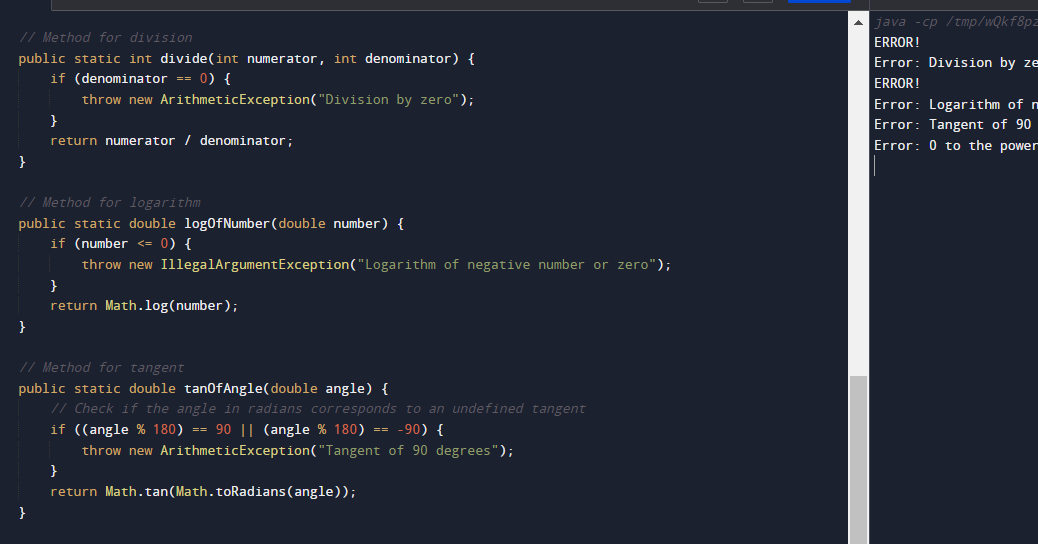 // Method for division
public static int divide(int numerator, int denominator) {
if (denominator == 0) {
throw new ArithmeticException("Division by zero");
}
return numerator / denominator;
}
// Method for logarithm
public static double logOfNumber(double number) {
if (number <= 0) {
throw new IllegalArgumentException("Logarithm of negative number or zero");
}
return Math.log(number);
}
// Method for tangent
public static double tanOfAngle(double angle) {
// Check if the angle in radians corresponds to an undefined tangent
if ((angle % 180) == 90 || (angle % 180) == -90) {
throw new ArithmeticException("Tangent of 90 degrees");
}
return Math.tan(Math.toRadians(angle));
}
java -cp /tmp/wQkf8pz
ERROR!
Error: Division by ze
ERROR!
Error: Logarithm of n
Error: Tangent of 90
Error: 0 to the power